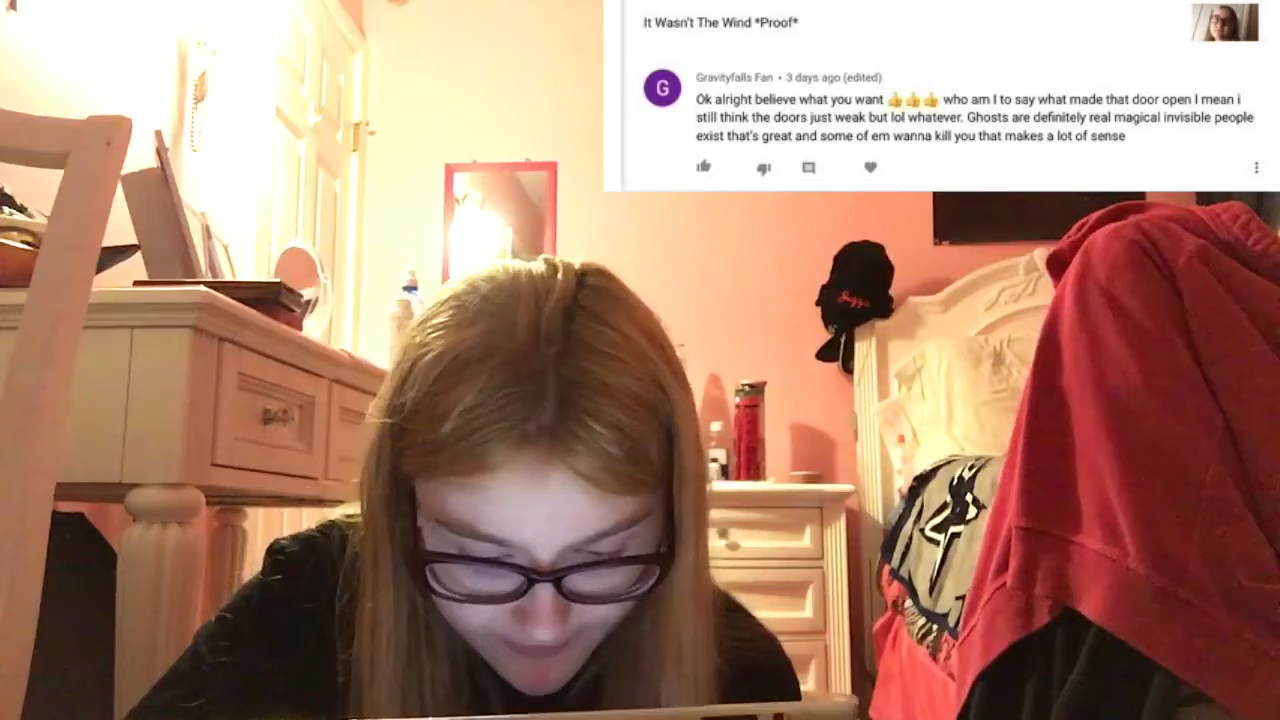 It Wasn't The Wind *Proof*
G
Gravityfalls Fan • 3 days ago (edited)
Ok alright believe what you want 👍👍👍 who am I to say what made that door open I mean i
still think the doors just weak but lol whatever. Ghosts are definitely real magical invisible people
exist that's great and some of em wanna kill you that makes a lot of sense